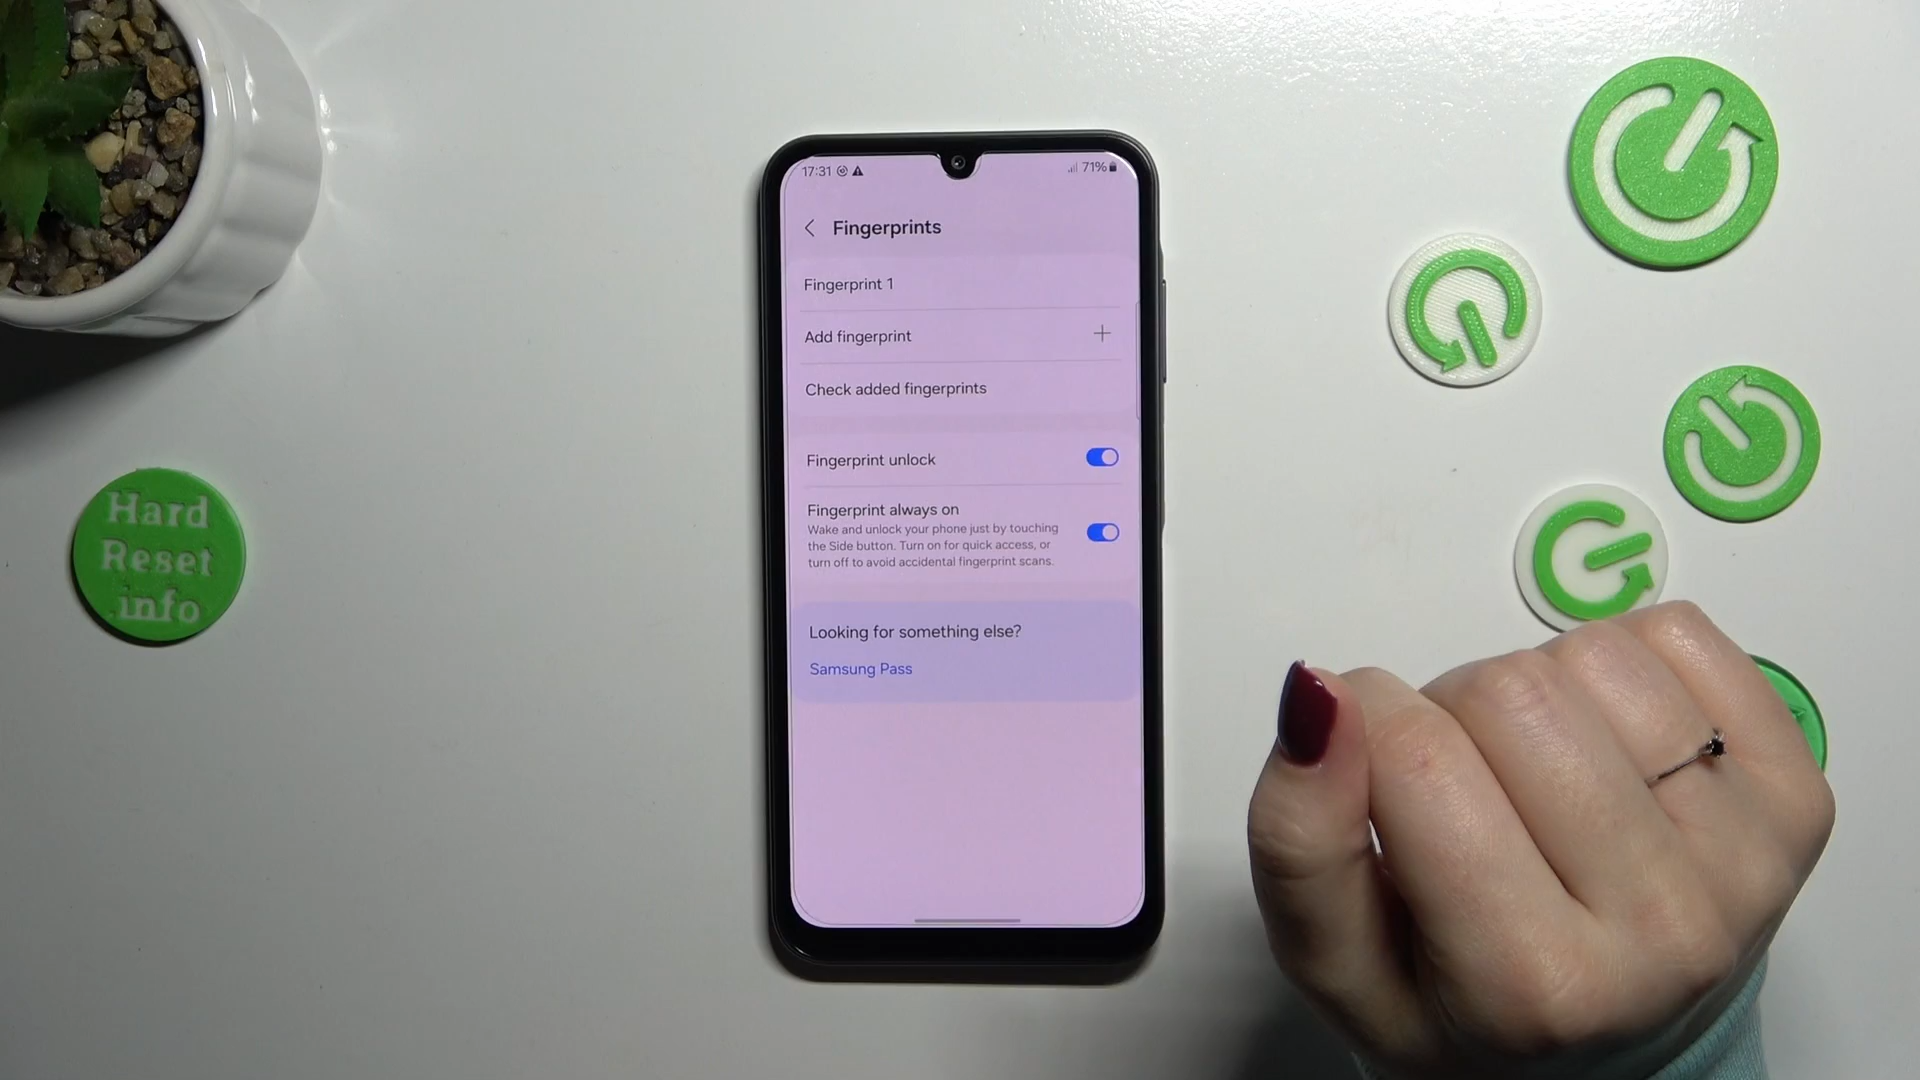 17:31
71%
Fingerprints
Fingerprint 1
Add fingerprint
Check added fingerprints
Fingerprint unlock
Fingerprint always on
Wake and unlock your phone just by touching
the Side button. Turn on for quick access, or
turn off to avoid accidental fingerprint scans.
Looking for something else?
Samsung Pass
Hard
Reset
.info